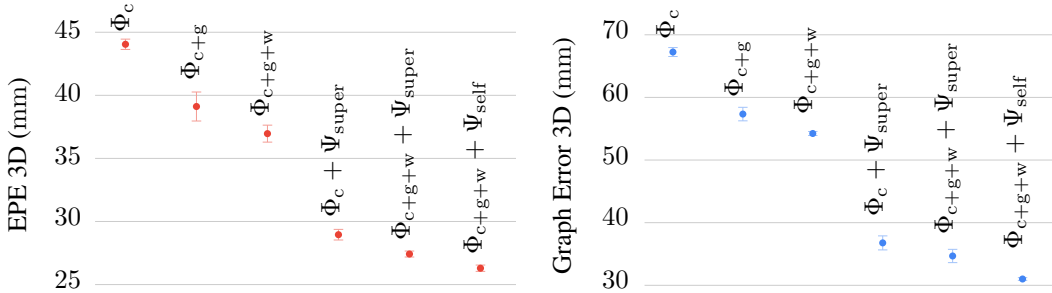 EPE 3D (mm)
45
40
35
30
25
Φc
Φc+g
Φc+g+w
Φc + Ψsuper
Φc+g+w + Ψsuper
Φc+g+w + Ψself
Graph Error 3D (mm)
70
60
50
40
30
Φc
Φc+g
Φc+g+w
Φc + Ψsuper
Φc+g+w + Ψsuper
Φc+g+w + Ψself